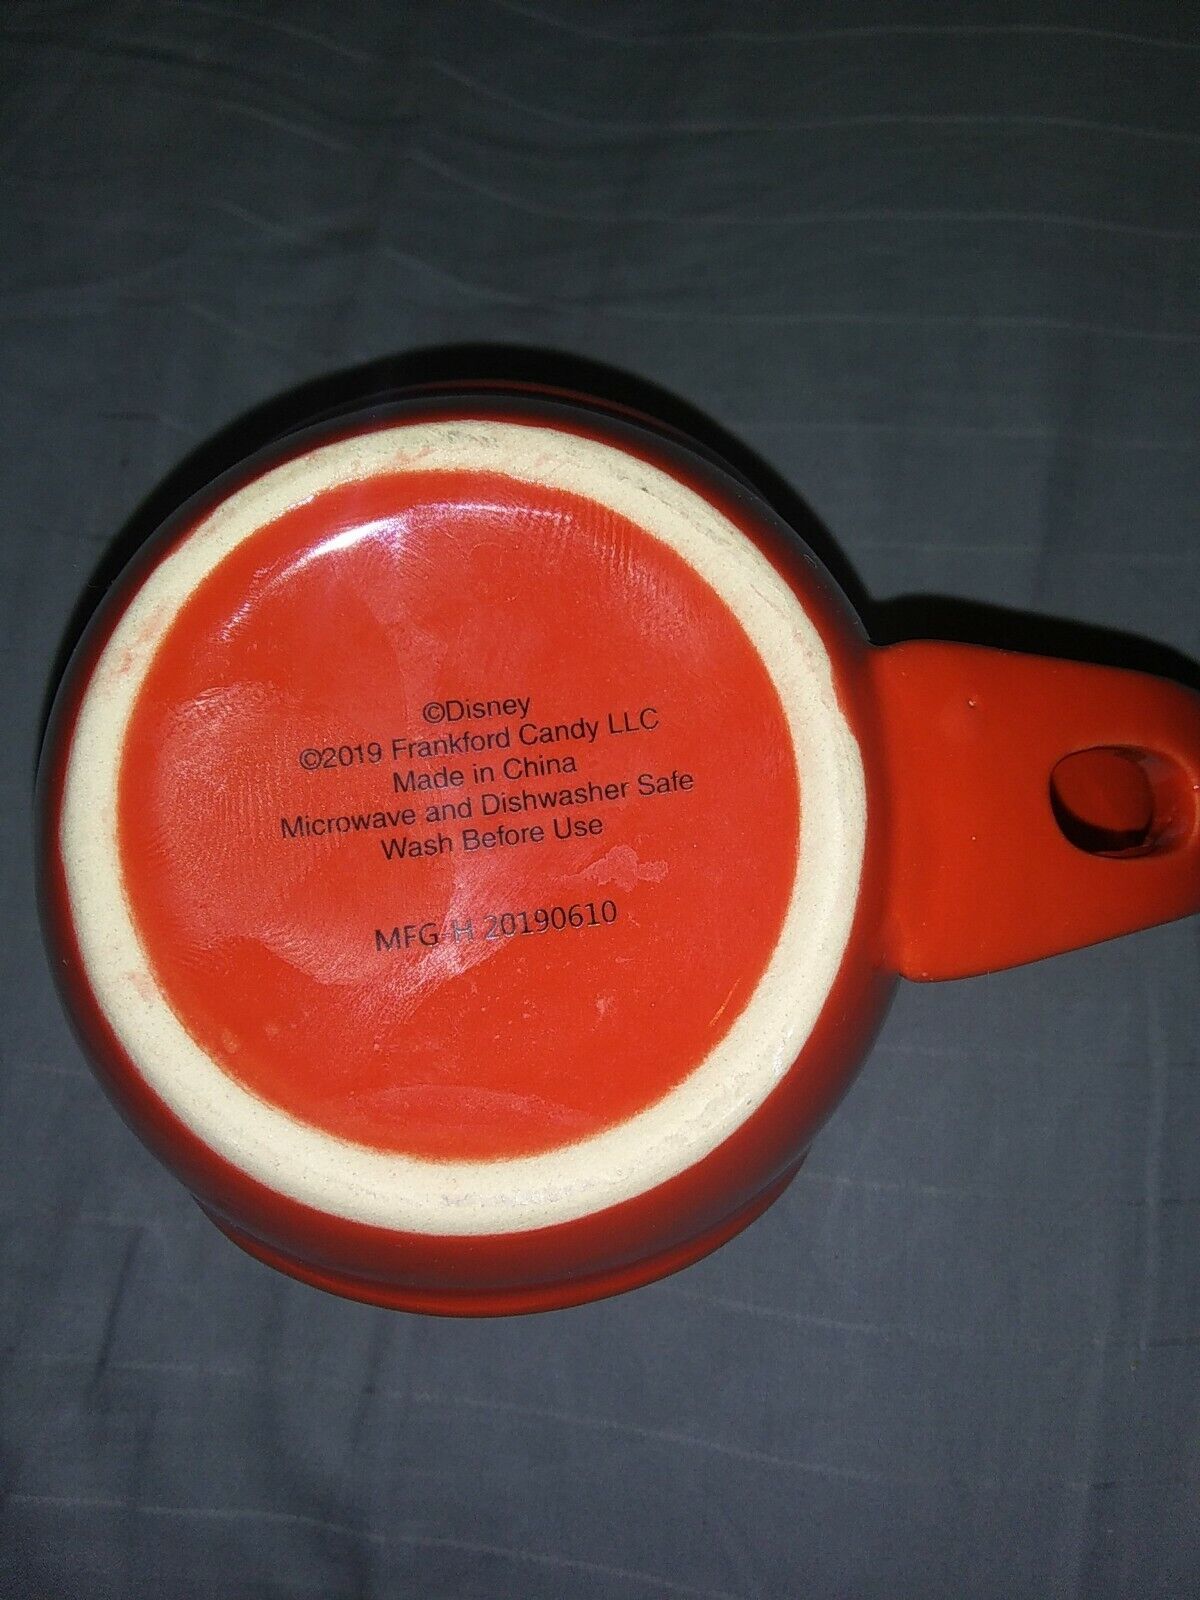 ©Disney
©2019 Frankford Candy LLC
Made in China
Microwave and Dishwasher Safe
Wash Before Use
MFG-H 20190610